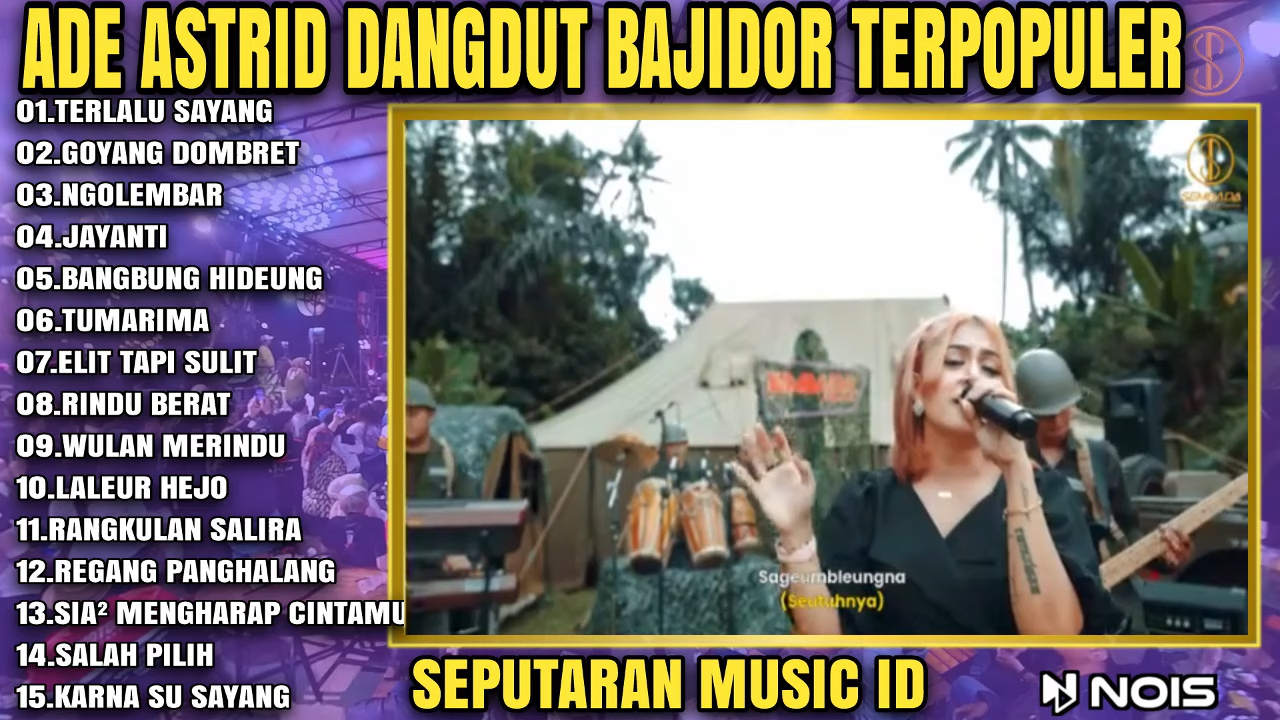 ADE ASTRID DANGDUT BAJIDOR TERPOPULER
01.TERLALU SAYANG
02.GOYANG DOMBRET
03.NGOLEMBAR
04.JAYANTI
05.BANGBUNG HIDEUNG
06.TUMARIMA
07.ELIT TAPI SULIT
08.RINDU BERAT
09.WULAN MERINDU
10.LALEUR HEJO
11.RANGKULAN SALIRA
12.REGANG PANGHALANG
13.SIA² MENGHARAP CINTAMU
14.SALAH PILIH
15.KARNA SU SAYANG
Sageumbleungna
(Seutuhnya)
SEPUTARAN MUSIC ID
NOIS